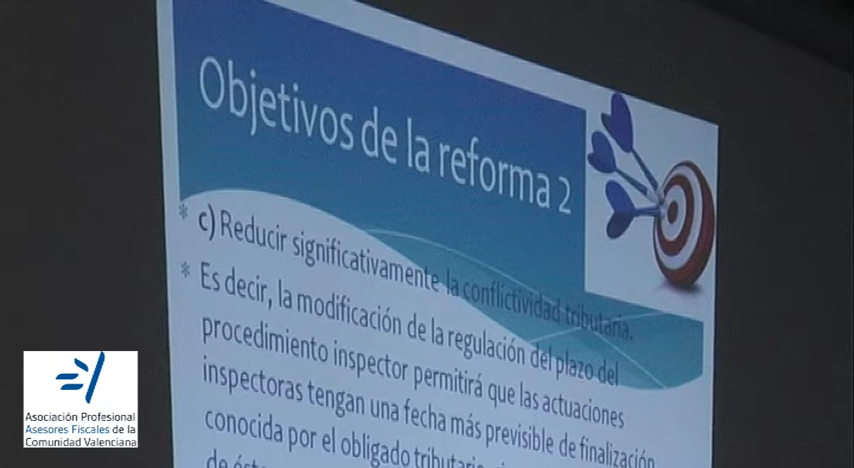 Objetivos de la reforma 2
* c) Reducir significativamente la conflictividad tributaria.
* Es decir, la modificación de la regulación del plazo del
procedimiento inspector permitirá que las actuaciones
inspectoras tengan una fecha más previsible de finalización
conocida por el obligado tributario
de
Asociación Profesional
Asesores Fiscales de la
Comunidad Valenciana